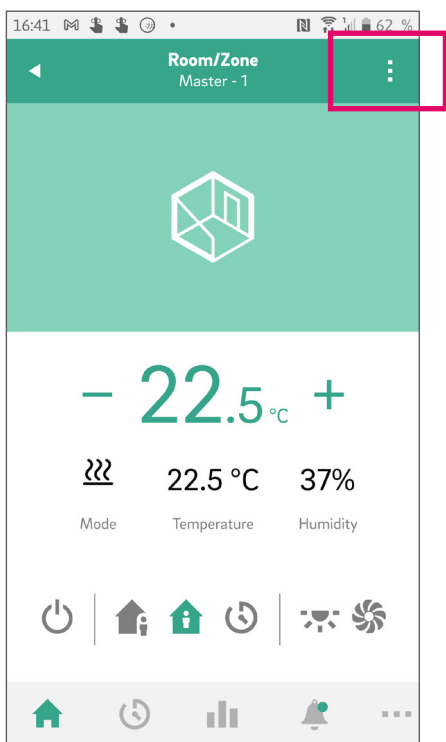 16:41 62 %
Room/Zone
Master - 1
− 22.5 °C +
22.5 °C 37%
Mode Temperature Humidity